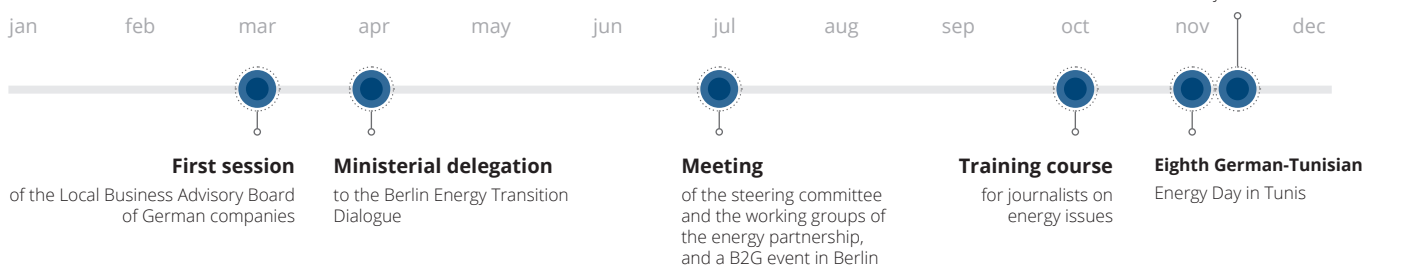 jan feb mar apr may jun jul aug sep oct nov dec
First session
of the Local Business Advisory Board
of German companies
Ministerial delegation
to the Berlin Energy Transition
Dialogue
Meeting
of the steering committee
and the working groups of
the energy partnership,
and a B2G event in Berlin
Training course
for journalists on
energy issues
Eighth German-Tunisian
Energy Day in Tunis